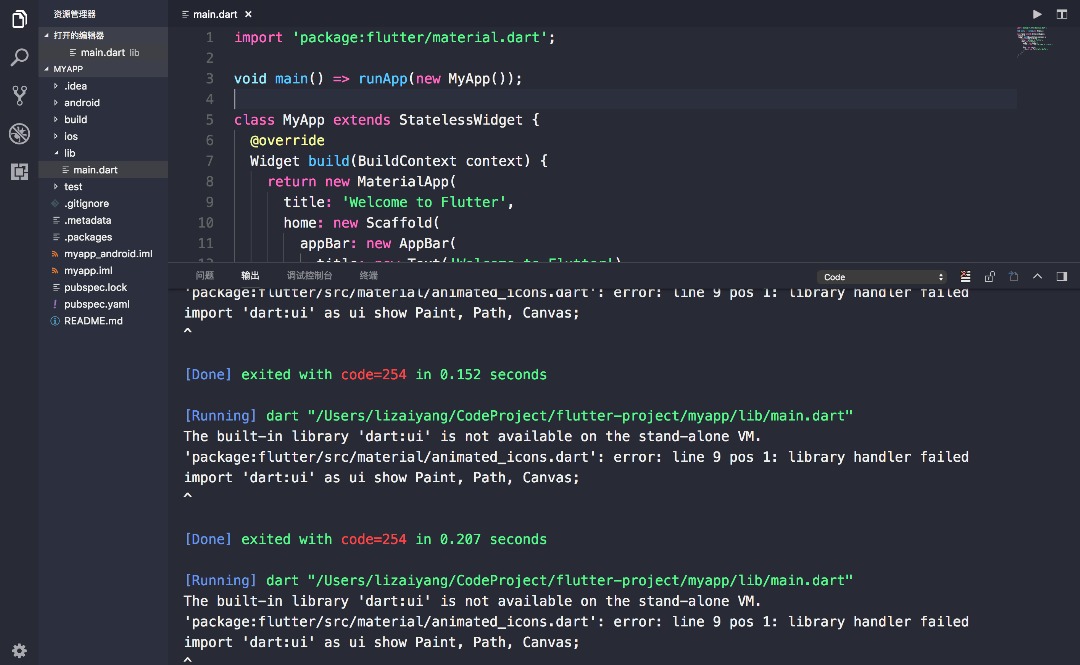 资源管理器
打开的编辑器
main.dart lib
MYAPP
.idea
android
build
ios
lib
main.dart
test
.gitignore
.metadata
.packages
myapp_android.iml
myapp.iml
pubspec.lock
! pubspec.yaml
README.md
main.dart ×
1 import 'package:flutter/material.dart';
2
3 void main() => runApp(new MyApp());
4
5 class MyApp extends StatelessWidget {
6 @override
7 Widget build(BuildContext context) {
8 return new MaterialApp(
9 title: 'Welcome to Flutter',
10 home: new Scaffold(
11 appBar: new AppBar(
12 title: new Text('Welcome to Flutter')
问题 输出 调试控制台 终端 Code
'package:flutter/src/material/animated_icons.dart': error: line 9 pos 1: library handler failed
import 'dart:ui' as ui show Paint, Path, Canvas;
^
[Done] exited with code=254 in 0.152 seconds
[Running] dart "/Users/lizaiyang/CodeProject/flutter-project/myapp/lib/main.dart"
The built-in library 'dart:ui' is not available on the stand-alone VM.
'package:flutter/src/material/animated_icons.dart': error: line 9 pos 1: library handler failed
import 'dart:ui' as ui show Paint, Path, Canvas;
^
[Done] exited with code=254 in 0.207 seconds
[Running] dart "/Users/lizaiyang/CodeProject/flutter-project/myapp/lib/main.dart"
The built-in library 'dart:ui' is not available on the stand-alone VM.
'package:flutter/src/material/animated_icons.dart': error: line 9 pos 1: library handler failed
import 'dart:ui' as ui show Paint, Path, Canvas;
^